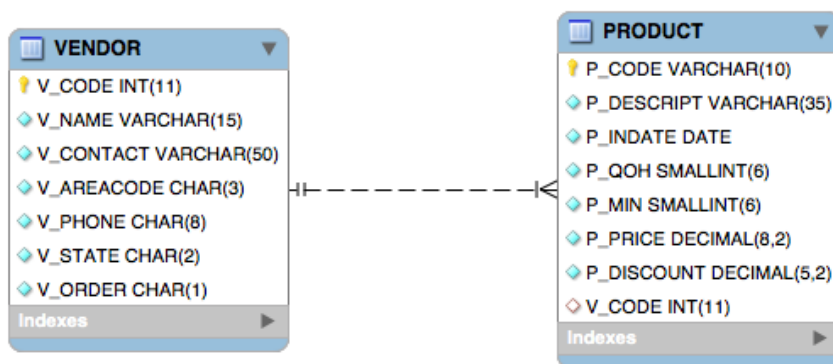 VENDOR
V_CODE INT(11)
V_NAME VARCHAR(15)
V_CONTACT VARCHAR(50)
V_AREACODE CHAR(3)
V_PHONE CHAR(8)
V_STATE CHAR(2)
V_ORDER CHAR(1)
Indexes
PRODUCT
P_CODE VARCHAR(10)
P_DESCRIPT VARCHAR(35)
P_INDATE DATE
P_QOH SMALLINT(6)
P_MIN SMALLINT(6)
P_PRICE DECIMAL(8,2)
P_DISCOUNT DECIMAL(5,2)
V_CODE INT(11)
Indexes